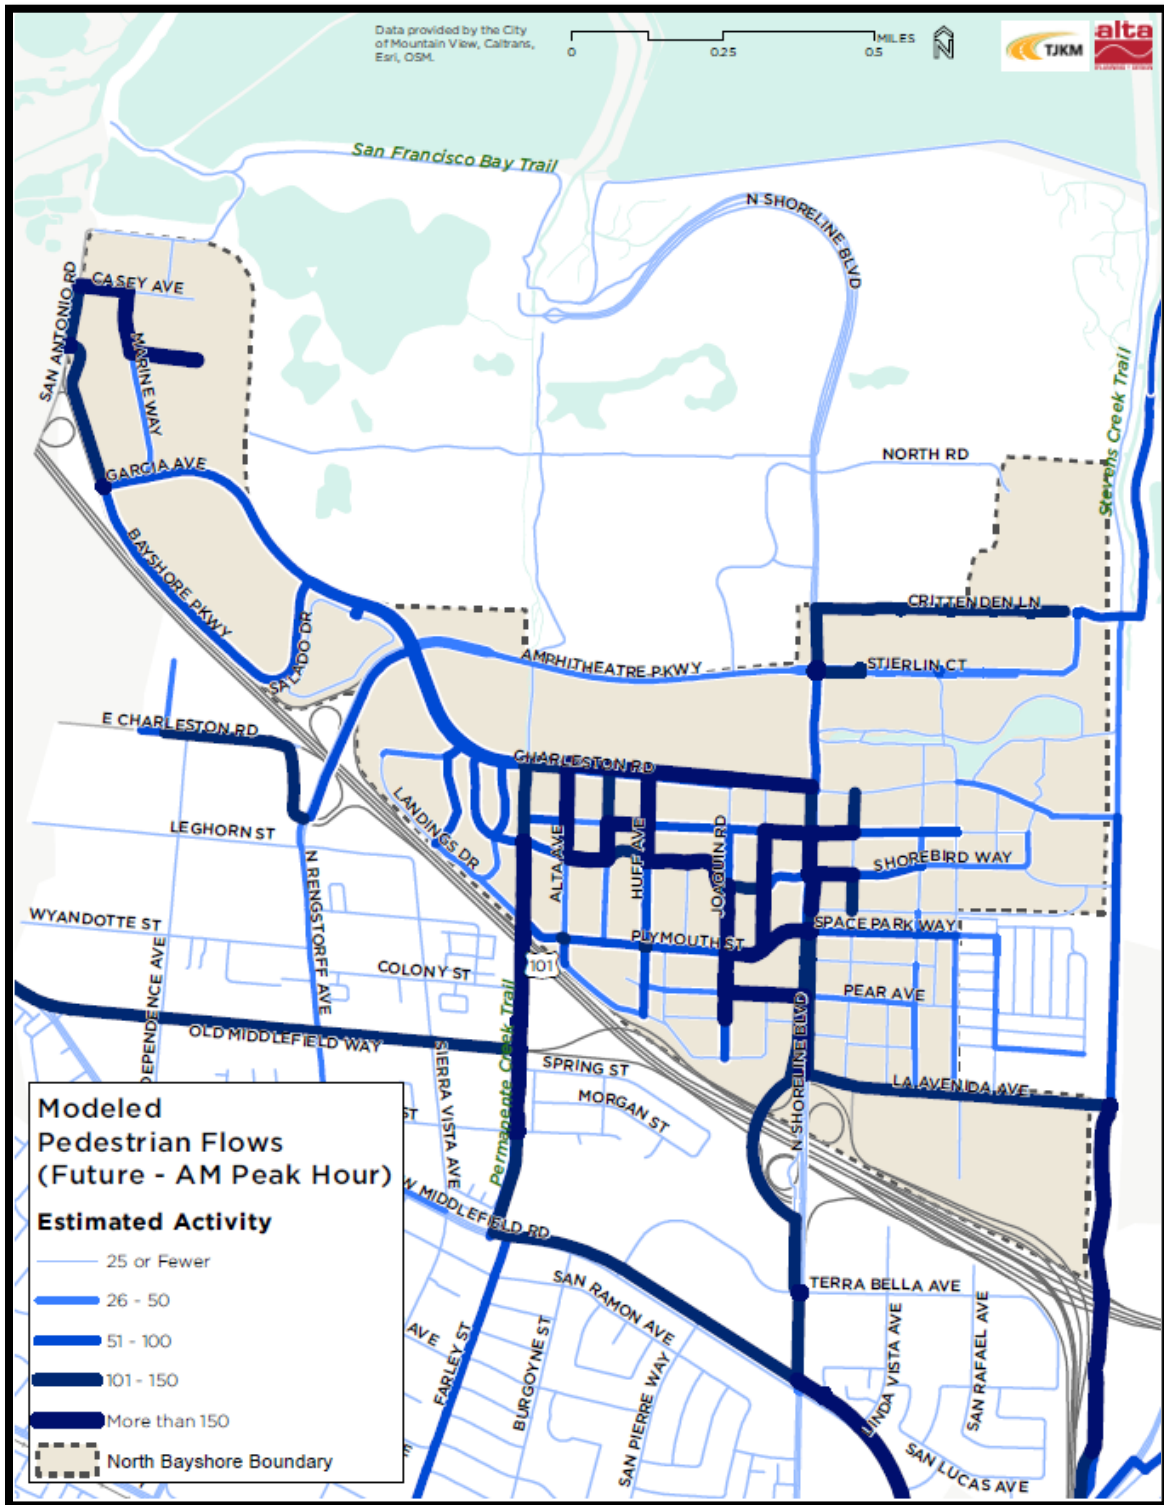 Data provided by the City
of Mountain View, Caltrans,
Esri, OSM.
MILES
0
0.25
0.5
TJKM
alta
San Francisco Bay Trail
N SHORELINE BLVD
CASEY AVE
SAN ANTONIO RD
MARINE WAY
GARCIA AVE
NORTH RD
Stevens Creek Trail
BAYSHORE PKWY
SALADO DR
CRITTENDEN LN
AMPHITHEATRE PKWY
STIERLIN CT
E CHARLESTON RD
CHARLESTON RD
LANDINGS DR
LEGHORN ST
ALTA AVE
HUFF AVE
JOAQUIN RD
SHOREBIRD WAY
N RENGSTORFF AVE
WYANDOTTE ST
SPACE PARK WAY
PLYMOUTH ST
101
COLONY ST
PEAR AVE
DEPENDENCE AVE
Permanente Creek Trail
OLD MIDDLEFIELD WAY
SIERRA VISTA AVE
SPRING ST
N SHORELINE BLVD
LA AVENIDA AVE
MORGAN ST
ST
W MIDDLEFIELD RD
TERRA BELLA AVE
SAN RAMON AVE
AVE
FARLEY ST
BURGOYNE ST
SAN PIERRE WAY
LINDA VISTA AVE
SAN RAFAEL AVE
SAN LUCAS AVE
E
Modeled
Pedestrian Flows
(Future - AM Peak Hour)
Estimated Activity
25 or Fewer
26 - 50
51 - 100
101 - 150
More than 150
North Bayshore Boundary